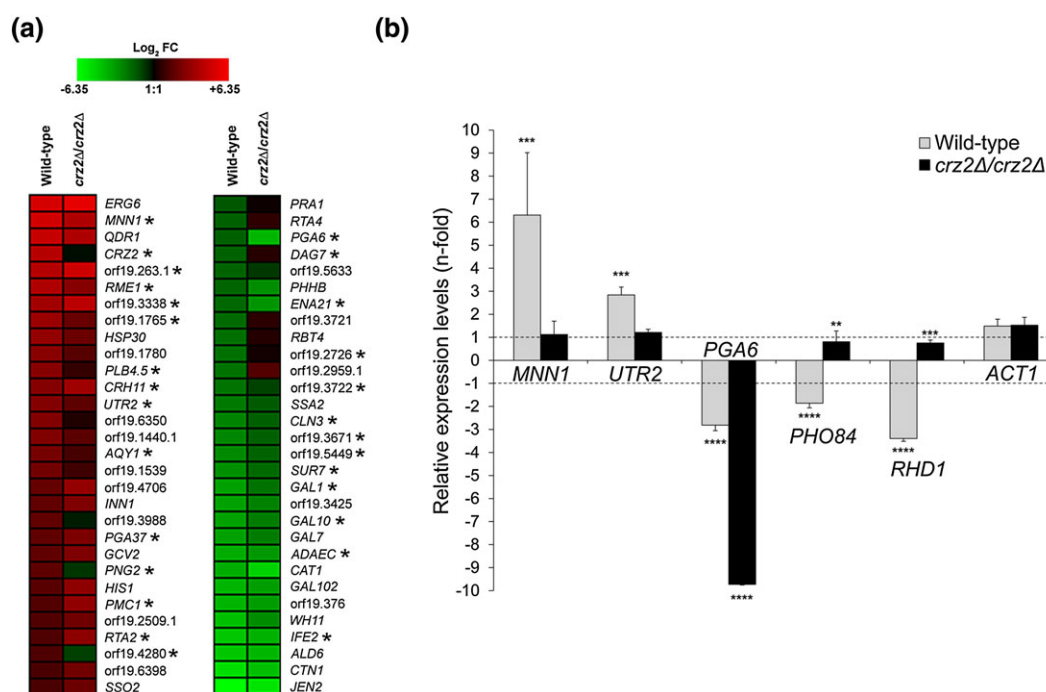 (a)
Log2 FC
-6.35 1:1 +6.35
Wild-type
crz2Δ/crz2Δ
ERG6
MNN1 *
QDR1
CRZ2 *
orf19.263.1 *
RME1 *
orf19.3338 *
orf19.1765 *
HSP30
orf19.1780
PLB4.5 *
CRH11 *
UTR2 *
orf19.6350
orf19.1440.1
AQY1 *
orf19.1539
orf19.4706
INN1
orf19.3988
PGA37 *
GCV2
PNG2 *
HIS1
PMC1 *
orf19.2509.1
RTA2 *
orf19.4280 *
orf19.6398
SSO2
Wild-type
crz2Δ/crz2Δ
PRA1
RTA4
PGA6 *
DAG7 *
orf19.5633
PHHB
ENA21 *
orf19.3721
RBT4
orf19.2726 *
orf19.2959.1
orf19.3722 *
SSA2
CLN3 *
orf19.3671 *
orf19.5449 *
SUR7 *
GAL1 *
orf19.3425
GAL10 *
GAL7
ADAEC *
CAT1
GAL102
orf19.376
WH11
IFE2 *
ALD6
CTN1
JEN2
(b)
Relative expression levels (n-fold)
10
9
8
7
6
5
4
3
2
1
0
-1
-2
-3
-4
-5
-6
-7
-8
-9
-10
Wild-type
crz2Δ/crz2Δ
***
MNN1
***
UTR2
PGA6
****
****
**
PHO84
****
***
RHD1
****
ACT1